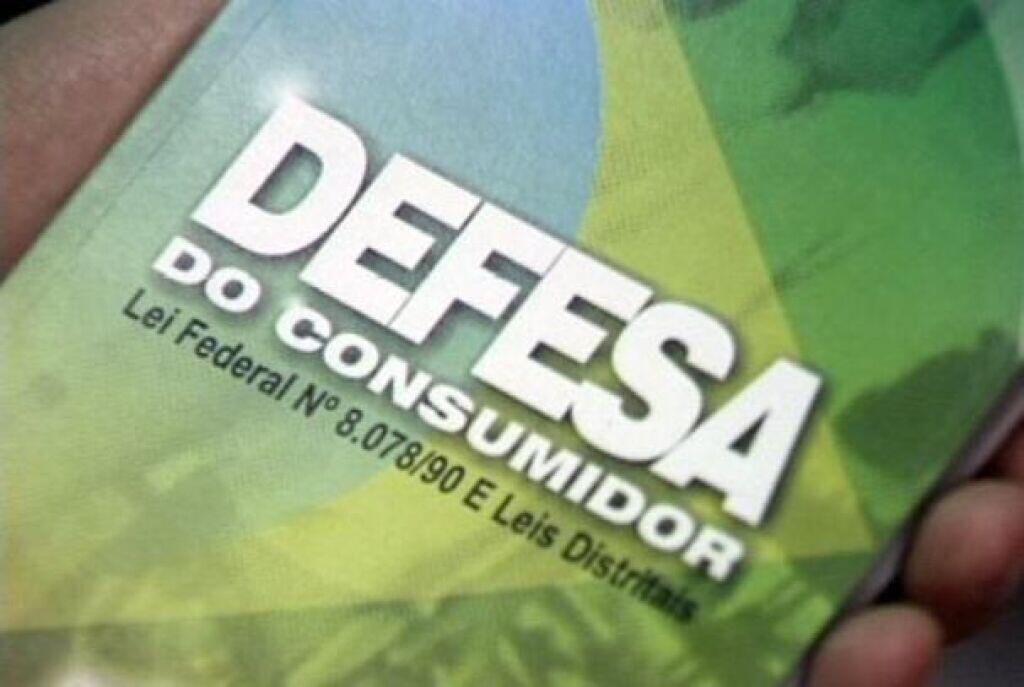 DEFESA
DO CONSUMIDOR
Lei Federal Nº 8.078/90 E Leis Distritais